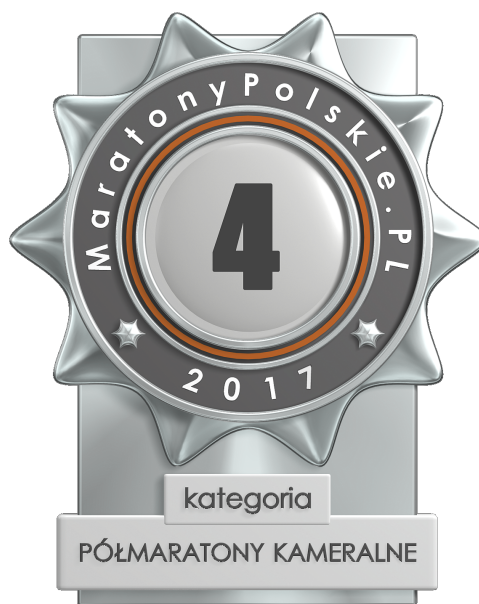 MaratonyPolskie.PL
4
2017
kategoria
PÓŁMARATONY KAMERALNE